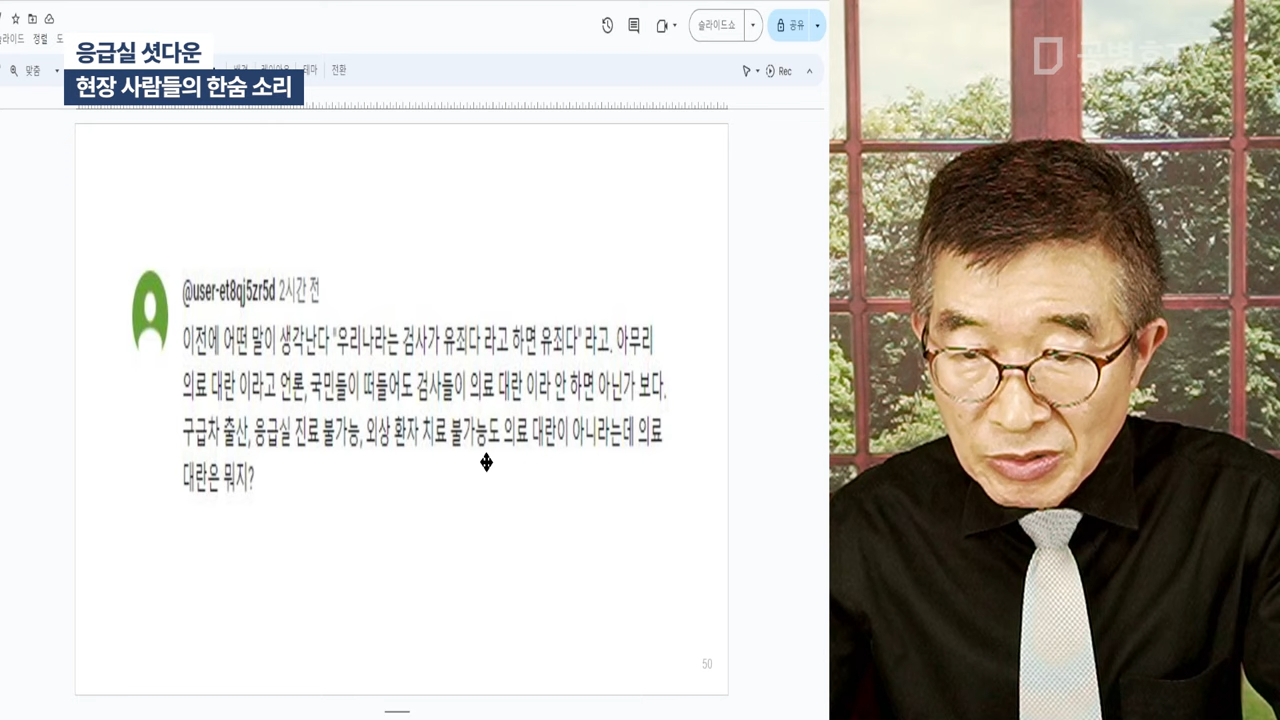 슬라이드쇼
공유
라이드 정렬 도
응급실 셧다운
맞춤
테마
전환
Rec
현장 사람들의 한숨 소리
@user-et8qj5zr5d 2시간 전
이전에 어떤 말이 생각난다 "우리나라는 검사가 유죄다 라고 하면 유죄다" 라고. 아무리
의료 대란 이라고 언론, 국민들이 떠들어도 검사들이 의료 대란 이라 안 하면 아닌가 보다.
구급차 출산, 응급실 진료 불가능, 외상 환자 치료 불가능도 의료 대란이 아니라는데 의료
대란은 뭐지?
50